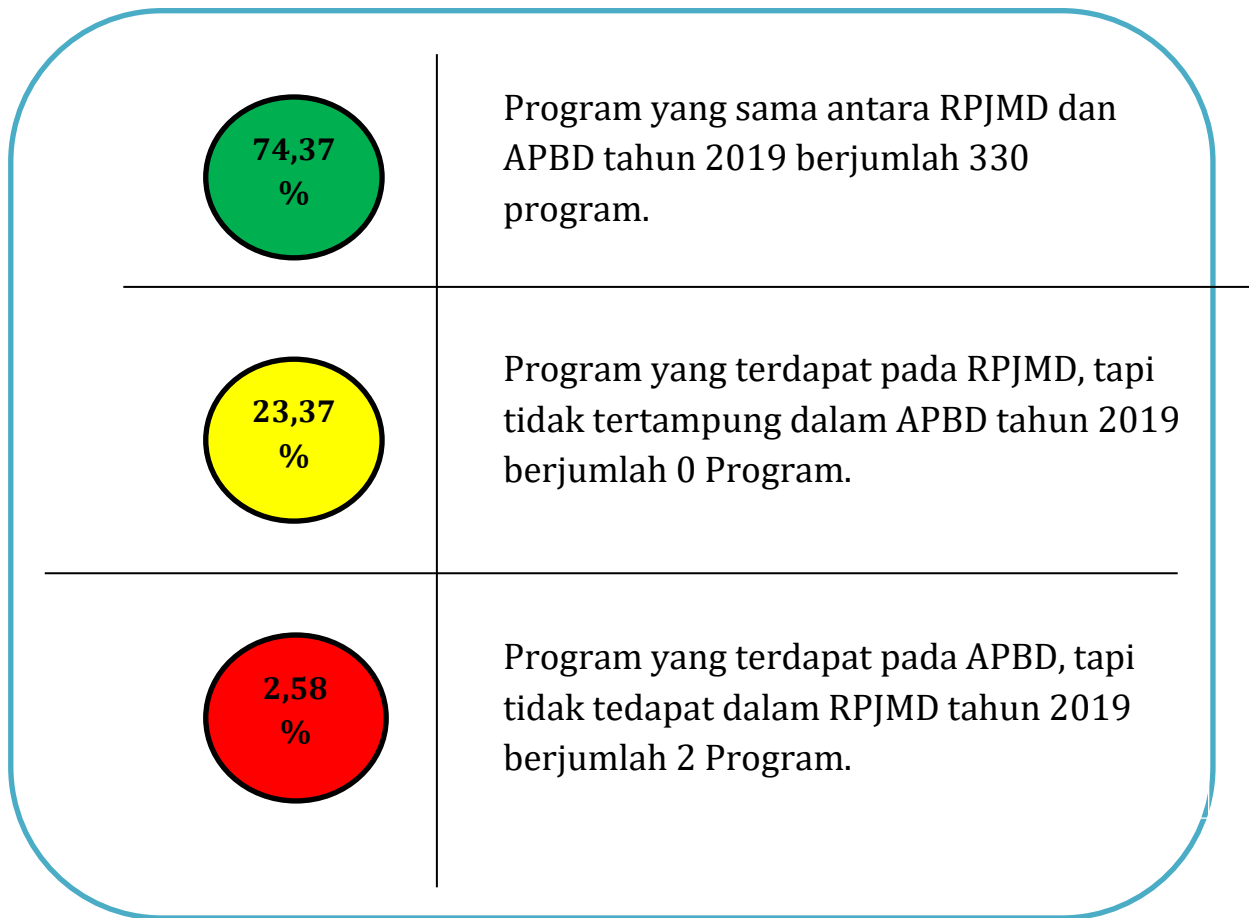 74,37
%
Program yang sama antara RPJMD dan
APBD tahun 2019 berjumlah 330
program.
23,37
%
Program yang terdapat pada RPJMD, tapi
tidak tertampung dalam APBD tahun 2019
berjumlah 0 Program.
2,58
%
Program yang terdapat pada APBD, tapi
tidak tedapat dalam RPJMD tahun 2019
berjumlah 2 Program.